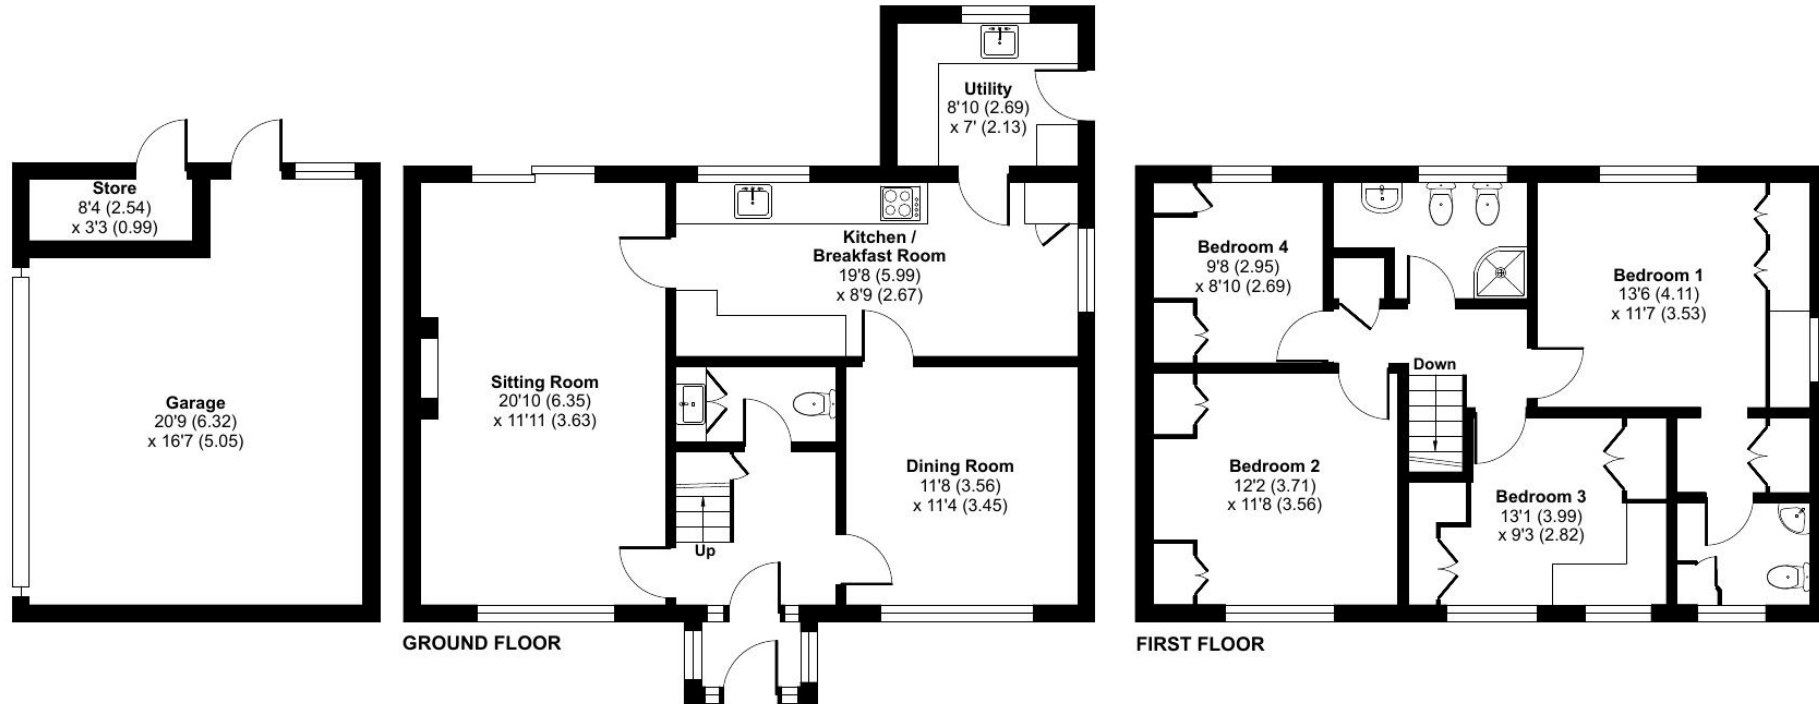 Store
8'4 (2.54)
x 3'3 (0.99)
Garage
20'9 (6.32)
x 16'7 (5.05)
Utility
8'10 (2.69)
x 7' (2.13)
Kitchen /
Breakfast Room
19'8 (5.99)
x 8'9 (2.67)
Sitting Room
20'10 (6.35)
x 11'11 (3.63)
Dining Room
11'8 (3.56)
x 11'4 (3.45)
Up
GROUND FLOOR
Bedroom 4
9'8 (2.95)
x 8'10 (2.69)
Bedroom 1
13'6 (4.11)
x 11'7 (3.53)
Down
Bedroom 2
12'2 (3.71)
x 11'8 (3.56)
Bedroom 3
13'1 (3.99)
x 9'3 (2.82)
FIRST FLOOR